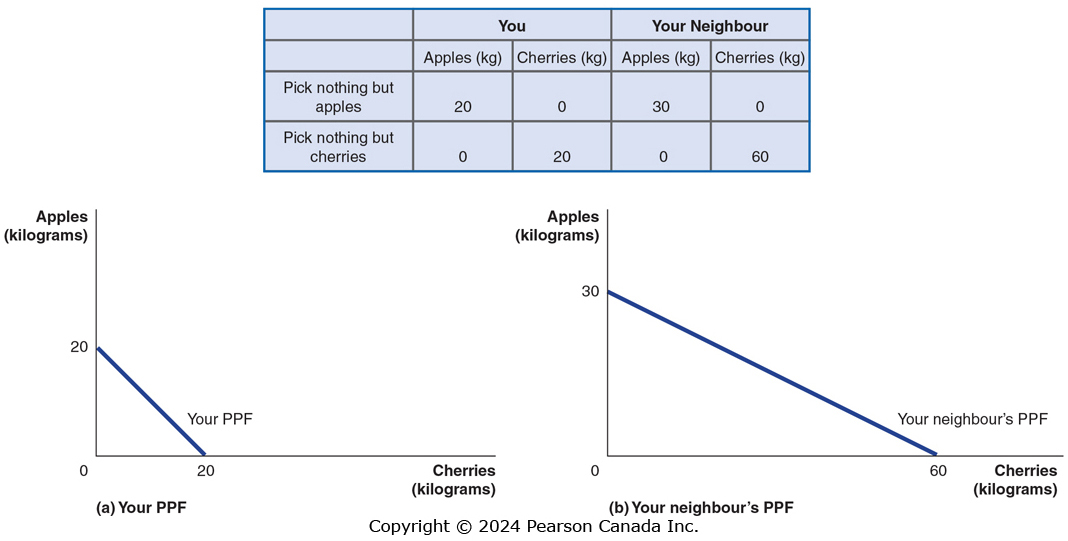 You Your Neighbour
Apples (kg) Cherries (kg) Apples (kg) Cherries (kg)
Pick nothing but
apples 20 0 30 0
Pick nothing but
cherries 0 20 0 60
Apples
(kilograms)
20
Your PPF
0 20 Cherries
(kilograms)
(a) Your PPF
Apples
(kilograms)
30
Your neighbour's PPF
0 60 Cherries
(kilograms)
(b) Your neighbour's PPF
Copyright © 2024 Pearson Canada Inc.